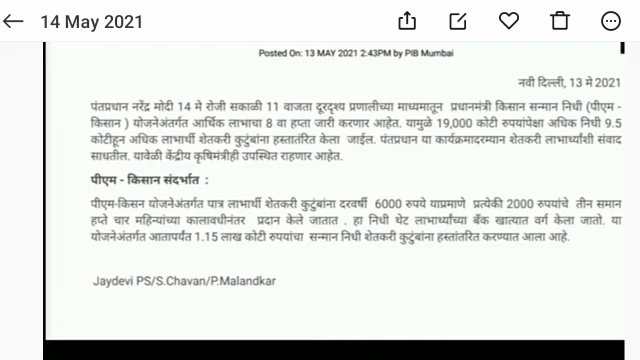 14 May 2021
Posted On: 13 MAY 2021 2:43PM by PIB Mumbai
नवी दिल्ली, 13 मे 2021
पंतप्रधान नरेंद्र मोदी 14 मे रोजी सकाळी 11 वाजता दूरदृश्य प्रणालीच्या माध्यमातून प्रधानमंत्री किसान सन्मान निधी (पीएम -
किसान ) योजनेअंतर्गत आर्थिक लाभाचा 8 वा हप्ता जारी करणार आहेत. यामुळे 19,000 कोटी रुपयांपेक्षा अधिक निधी 9.5
कोटीहून अधिक लाभार्थी शेतकरी कुटुंबांना हस्तांतरित केला जाईल. पंतप्रधान या कार्यक्रमादरम्यान शेतकरी लाभार्थ्यांशी संवाद
साधतील. यावेळी केंद्रीय कृषिमंत्रीही उपस्थित राहणार आहेत.
पीएम - किसान संदर्भात :
पीएम-किसन योजनेअंतर्गत पात्र लाभार्थी शेतकरी कुटुंबांना दरवर्षी 6000 रुपये याप्रमाणे प्रत्येकी 2000 रुपयांचे तीन समान
हप्ते चार महिन्यांच्या कालावधीनंतर प्रदान केले जातात . हा निधी थेट लाभार्थ्यांच्या बँक खात्यात वर्ग केला जातो. या
योजनेअंतर्गत आतापर्यंत 1.15 लाख कोटी रुपयांचा सन्मान निधी शेतकरी कुटुंबांना हस्तांतरित करण्यात आला आहे.
Jaydevi PS/S.Chavan/P.Malandkar